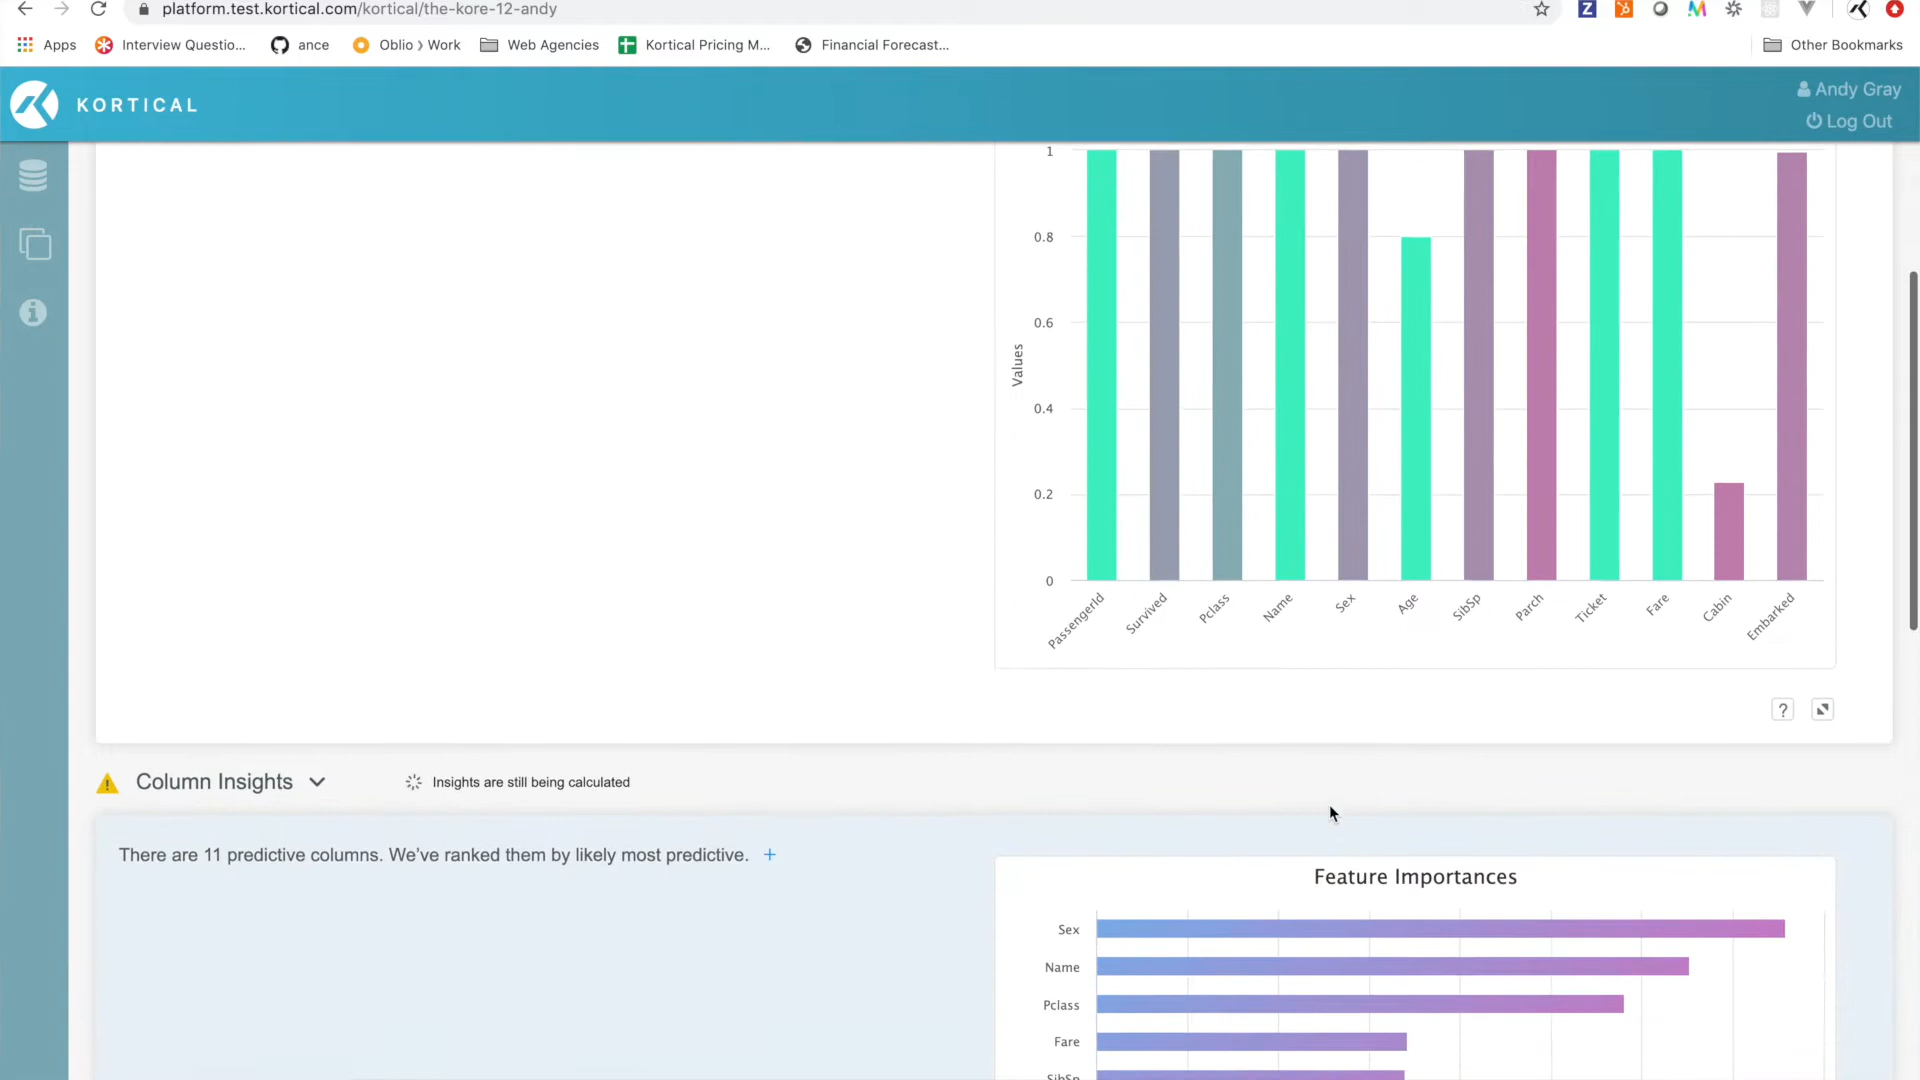 platform.test.kortical.com/kortical/the-kore-12-andy
Apps
Interview Questio...
ance
Oblio › Work
Web Agencies
Kortical Pricing M...
Financial Forecast...
Other Bookmarks
KORTICAL
Andy Gray
Log Out
1
0.8
0.6
0.4
0.2
0
Values
PassengerId
Survived
Pclass
Name
Sex
Age
SibSp
Parch
Ticket
Fare
Cabin
Embarked
?
Column Insights
Insights are still being calculated
There are 11 predictive columns. We've ranked them by likely most predictive. +
Feature Importances
Sex
Name
Pclass
Fare
SibSp